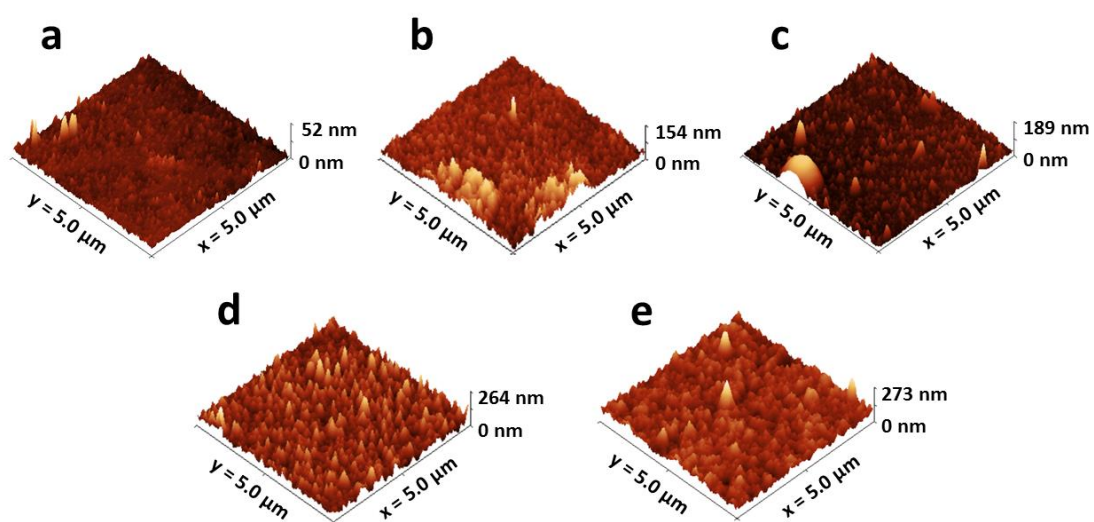 a
52 nm
0 nm
y = 5.0 µm
x = 5.0 µm
b
154 nm
0 nm
y = 5.0 µm
x = 5.0 µm
c
189 nm
0 nm
y = 5.0 µm
x = 5.0 µm
d
264 nm
0 nm
y = 5.0 µm
x = 5.0 µm
e
273 nm
0 nm
y = 5.0 µm
x = 5.0 µm